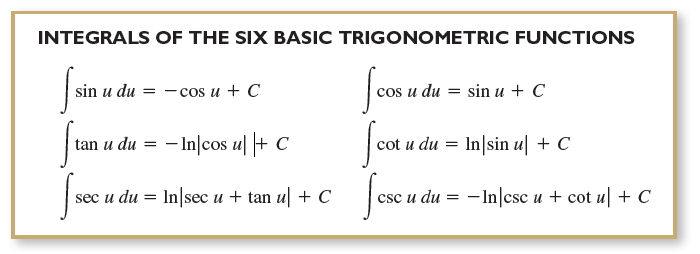 INTEGRALS OF THE SIX BASIC TRIGONOMETRIC FUNCTIONS
∫ sin u du = −cos u + C
∫ cos u du = sin u + C
∫ tan u du = −ln|cos u| |+ C
∫ cot u du = ln|sin u| + C
∫ sec u du = ln|sec u + tan u| + C
∫ csc u du = −ln|csc u + cot u| + C